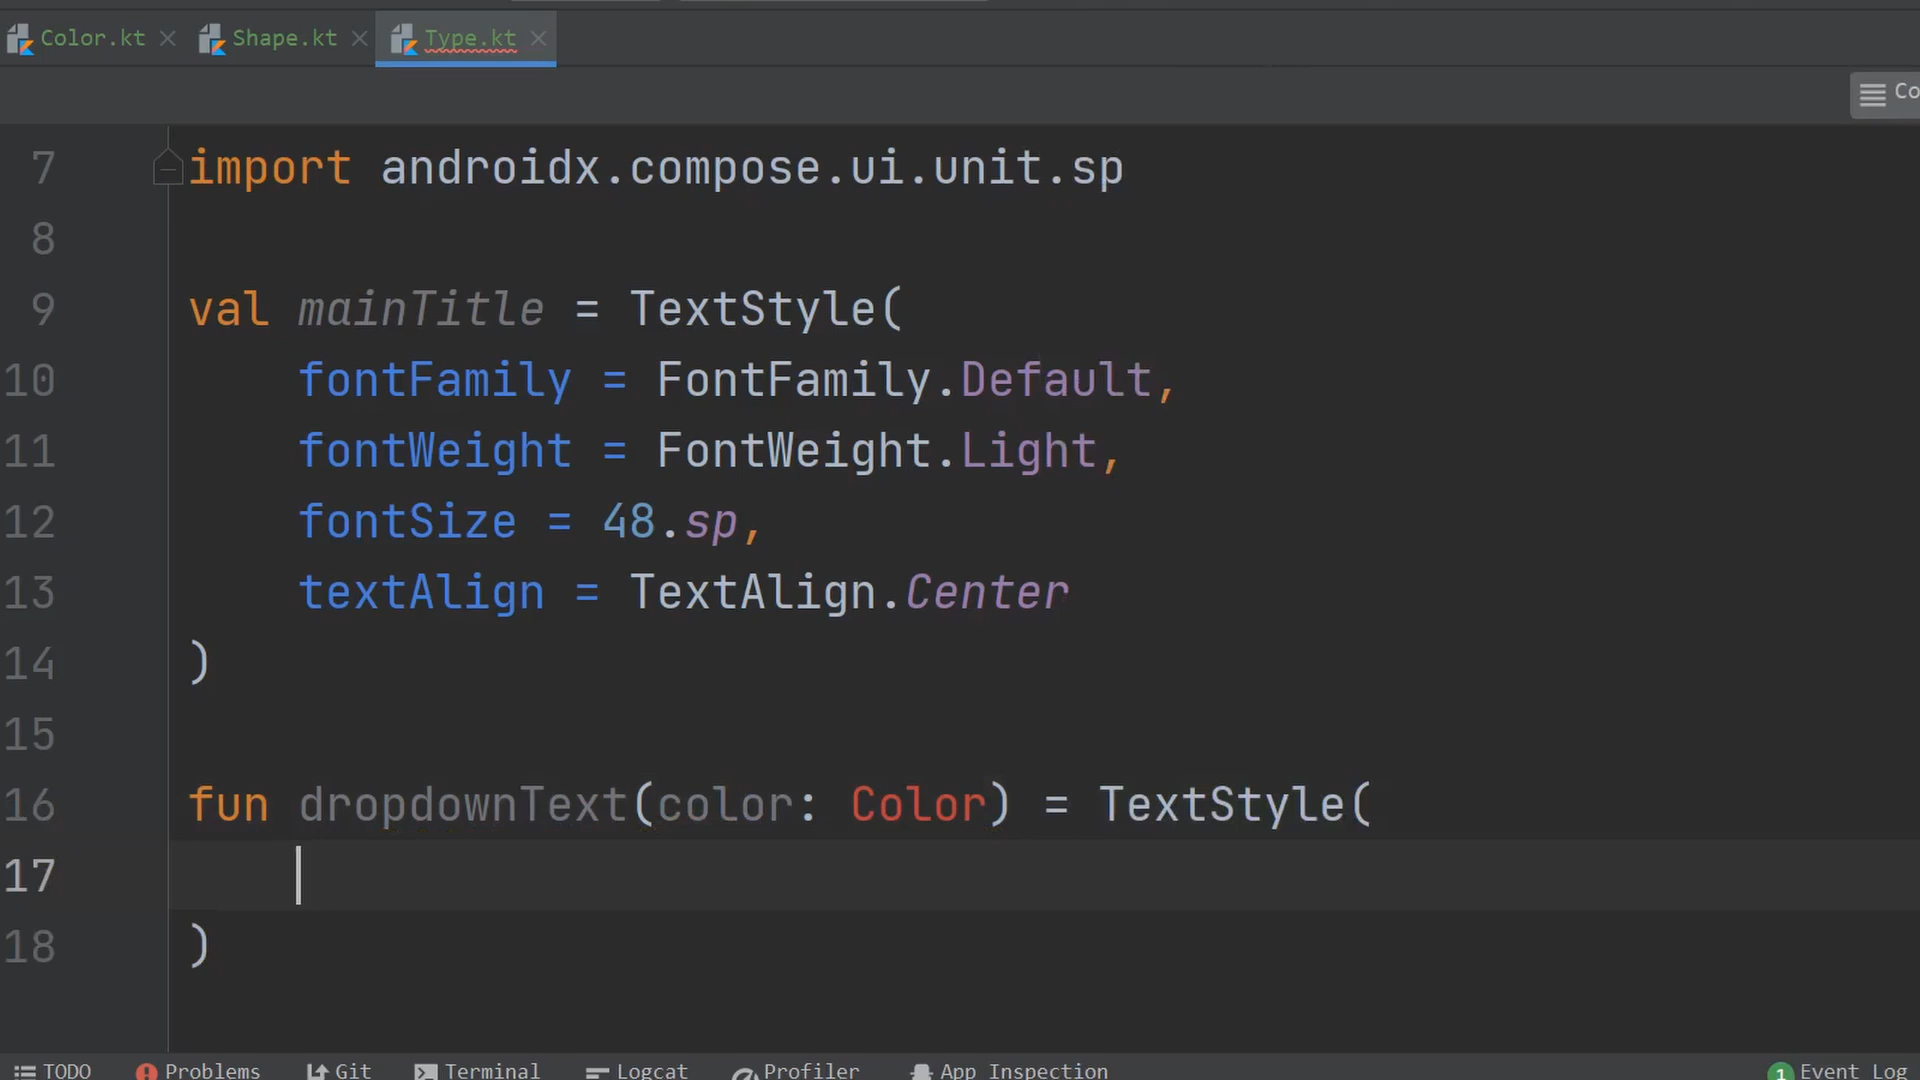 Color.kt Shape.kt Type.kt
Co
7 import androidx.compose.ui.unit.sp
8
9 val mainTitle = TextStyle(
10 fontFamily = FontFamily.Default,
11 fontWeight = FontWeight.Light,
12 fontSize = 48.sp,
13 textAlign = TextAlign.Center
14 )
15
16 fun dropdownText(color: Color) = TextStyle(
17
18 )
TODO Problems Git Terminal Logcat Profiler App Inspection 1 Event Log